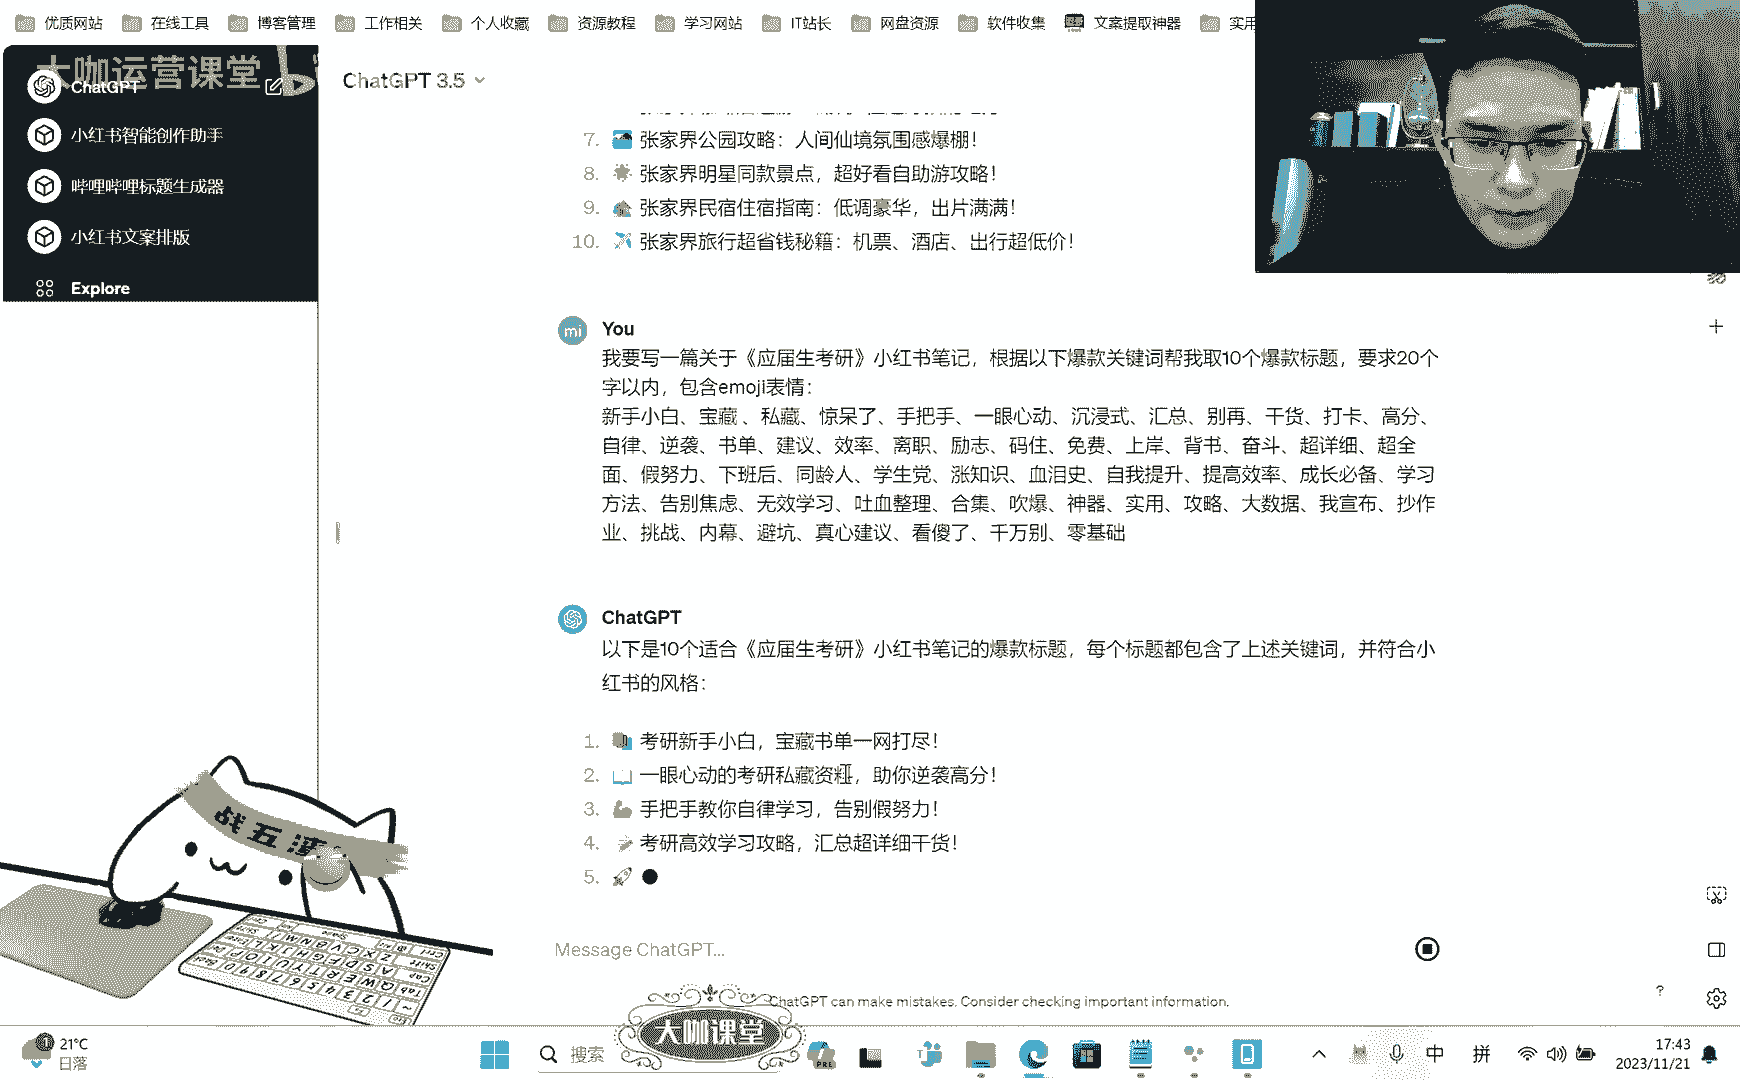 优质网站
在线工具
博客管理
工作相关
个人收藏
资源教程
学习网站
IT站长
网盘资源
软件收集
文案提取神器
实用
大咖运营课堂
ChatGPT
小红书智能创作助手
哔哩哔哩标题生成器
小红书文案排版
Explore
ChatGPT 3.5
7. 张家界公园攻略：人间仙境氛围感爆棚！
8. 张家界明星同款景点，超好看自助游攻略！
9. 张家界民宿住宿指南：低调豪华，出片满满！
10. 张家界旅行超省钱秘籍：机票、酒店、出行超低价！
mi
You
我要写一篇关于《应届生考研》小红书笔记，根据以下爆款关键词帮我取10个爆款标题，要求20个
字以内，包含emoji表情：
新手小白、宝藏 、私藏、惊呆了、手把手、一眼心动、沉浸式、汇总、别再、干货、打卡、高分、
自律、逆袭、书单、建议、效率、离职、励志、码住、免费、上岸、背书、奋斗、超详细、超全
面、假努力、下班后、同龄人、学生党、涨知识、血泪史、自我提升、提高效率、成长必备、学习
方法、告别焦虑、无效学习、吐血整理、合集、吹爆、神器、实用、攻略、大数据、我宣布、抄作
业、挑战、内幕、避坑、真心建议、看傻了、千万别、零基础
ChatGPT
以下是10个适合《应届生考研》小红书笔记的爆款标题，每个标题都包含了上述关键词，并符合小
红书的风格：
1. 考研新手小白，宝藏书单一网打尽！
2. 一眼心动的考研私藏资料，助你逆袭高分！
3. 手把手教你自律学习，告别假努力！
4. 考研高效学习攻略，汇总超详细干货！
5.
战五渣
Message ChatGPT...
ChatGPT can make mistakes. Consider checking important information.
?
大咖课堂
1
21°C
日落
搜索
PRE
中
拼
17:43
2023/11/21